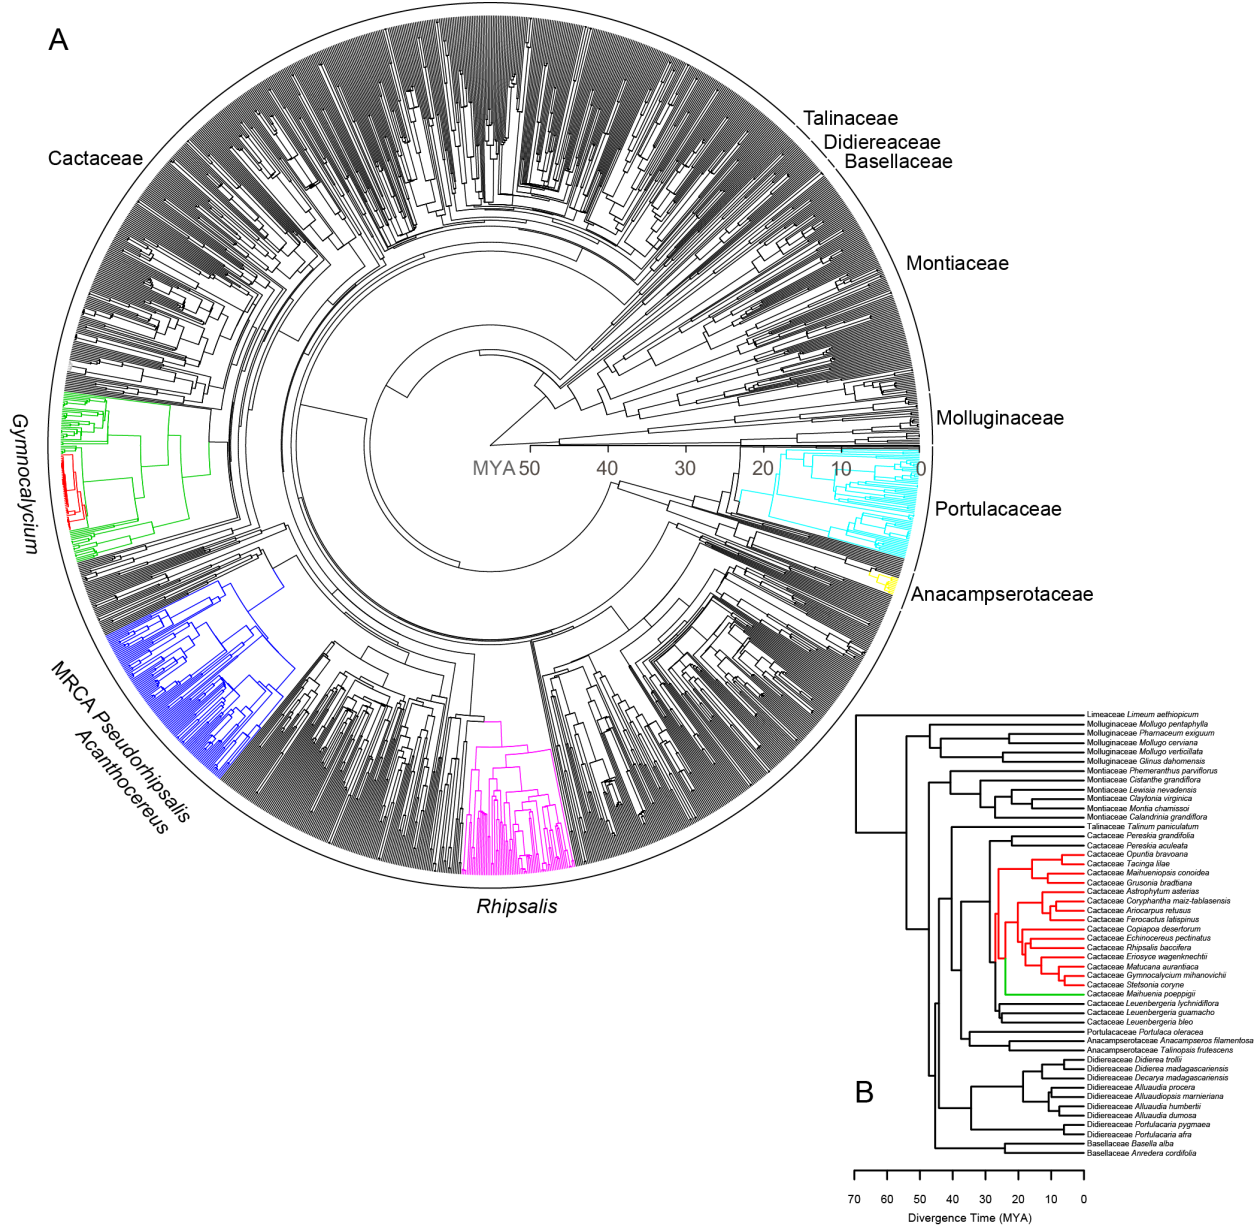 A
Talinaceae
Didiereaceae
Basellaceae
Cactaceae
Montiaceae
Molluginaceae
MYA 50 40 30 20 10 0
Portulacaceae
Anacampserotaceae
Gymnocalycium
MRCA Pseudorhipsalis
Acanthocereus
Rhipsalis
Limeaceae Limeum aethiopicum
Molluginaceae Mollugo pentaphylla
Molluginaceae Pharnaceum exiguum
Molluginaceae Mollugo cerviana
Molluginaceae Mollugo verticillata
Molluginaceae Glinus dahomensis
Montiaceae Phemeranthus parviflorus
Montiaceae Cistanthe grandiflora
Montiaceae Lewisia nevadensis
Montiaceae Claytonia virginica
Montiaceae Montia chamissoi
Montiaceae Calandrinia grandiflora
Talinaceae Talinum paniculatum
Cactaceae Pereskia grandifolia
Cactaceae Pereskia aculeata
Cactaceae Opuntia bravoana
Cactaceae Tacinga lilae
Cactaceae Maihueniopsis conoidea
Cactaceae Grusonia bradtiana
Cactaceae Astrophytum asterias
Cactaceae Coryphantha maiz-tablasensis
Cactaceae Ariocarpus retusus
Cactaceae Ferocactus latispinus
Cactaceae Copiapoa desertorum
Cactaceae Echinocereus pectinatus
Cactaceae Rhipsalis baccifera
Cactaceae Eriosyce wagenknechtii
Cactaceae Matucana aurantiaca
Cactaceae Gymnocalycium mihanovichii
Cactaceae Stetsonia coryne
Cactaceae Maihuenia poeppigii
Cactaceae Leuenbergeria lychnidiflora
Cactaceae Leuenbergeria guamacho
Cactaceae Leuenbergeria bleo
Portulacaceae Portulaca oleracea
Anacampserotaceae Anacampseros filamentosa
Anacampserotaceae Talinopsis frutescens
Didiereaceae Didierea trollii
Didiereaceae Didierea madagascariensis
Didiereaceae Decarya madagascariensis
Didiereaceae Alluaudia procera
Didiereaceae Alluaudiopsis marnieriana
Didiereaceae Alluaudia humbertii
Didiereaceae Alluaudia dumosa
Didiereaceae Portulacaria pygmaea
Didiereaceae Portulacaria afra
Basellaceae Basella alba
Basellaceae Anredera cordifolia
B
70 60 50 40 30 20 10 0
Divergence Time (MYA)